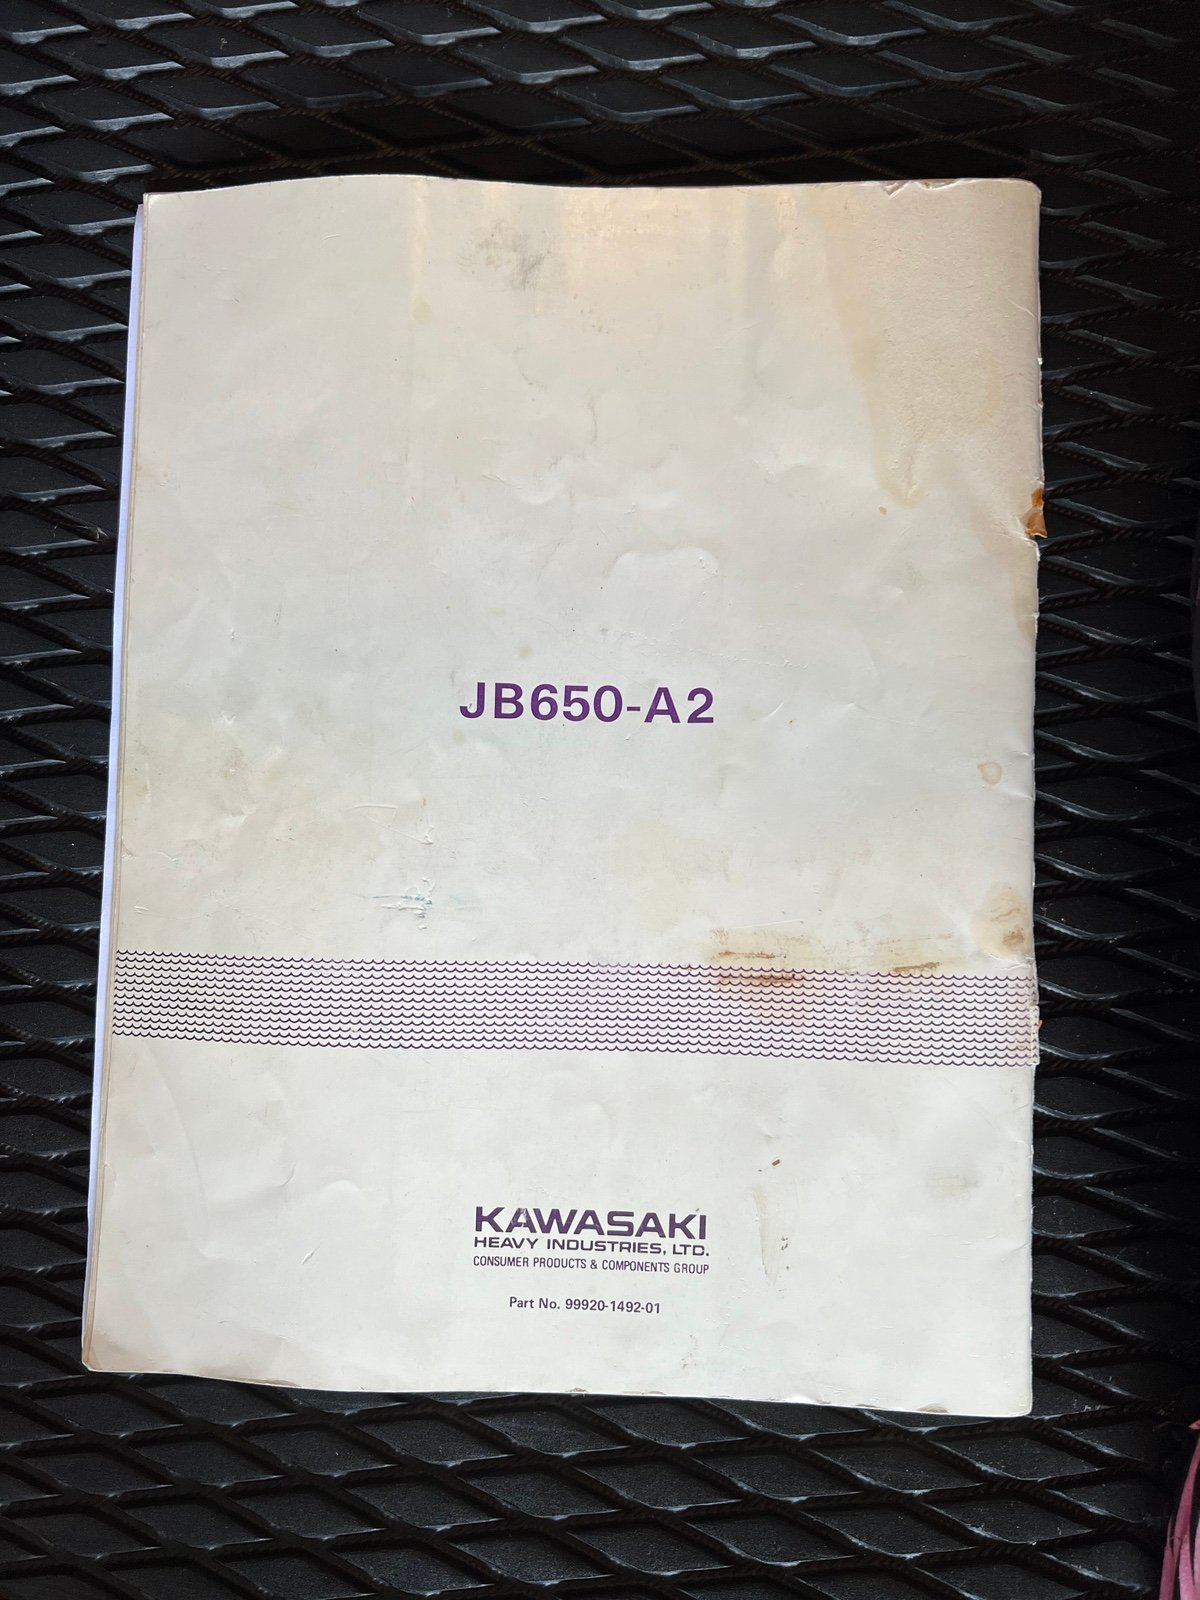 JB650-A2
KAWASAKI
HEAVY INDUSTRIES, LTD.
CONSUMER PRODUCTS & COMPONENTS GROUP
Part No. 99920-1492-01